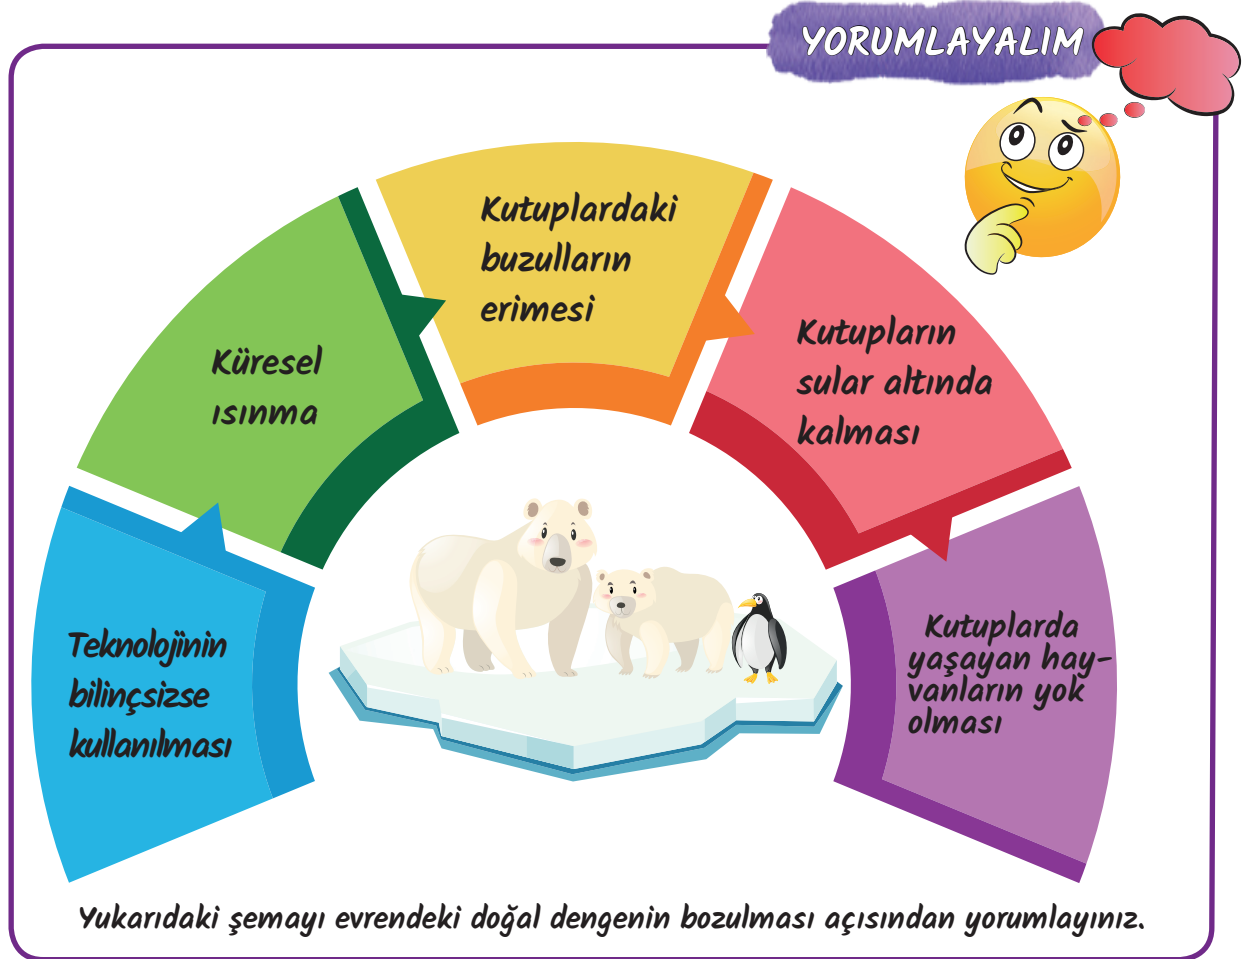 YORUMLAYALIM
Teknolojinin
bilinçsizse
kullanılması
Küresel
ısınma
Kutuplardaki
buzulların
erimesi
Kutupların
sular altında
kalması
Kutuplarda
yaşayan hay-
vanların yok
olması
Yukarıdaki şemayı evrendeki doğal dengenin bozulması açısından yorumlayınız.